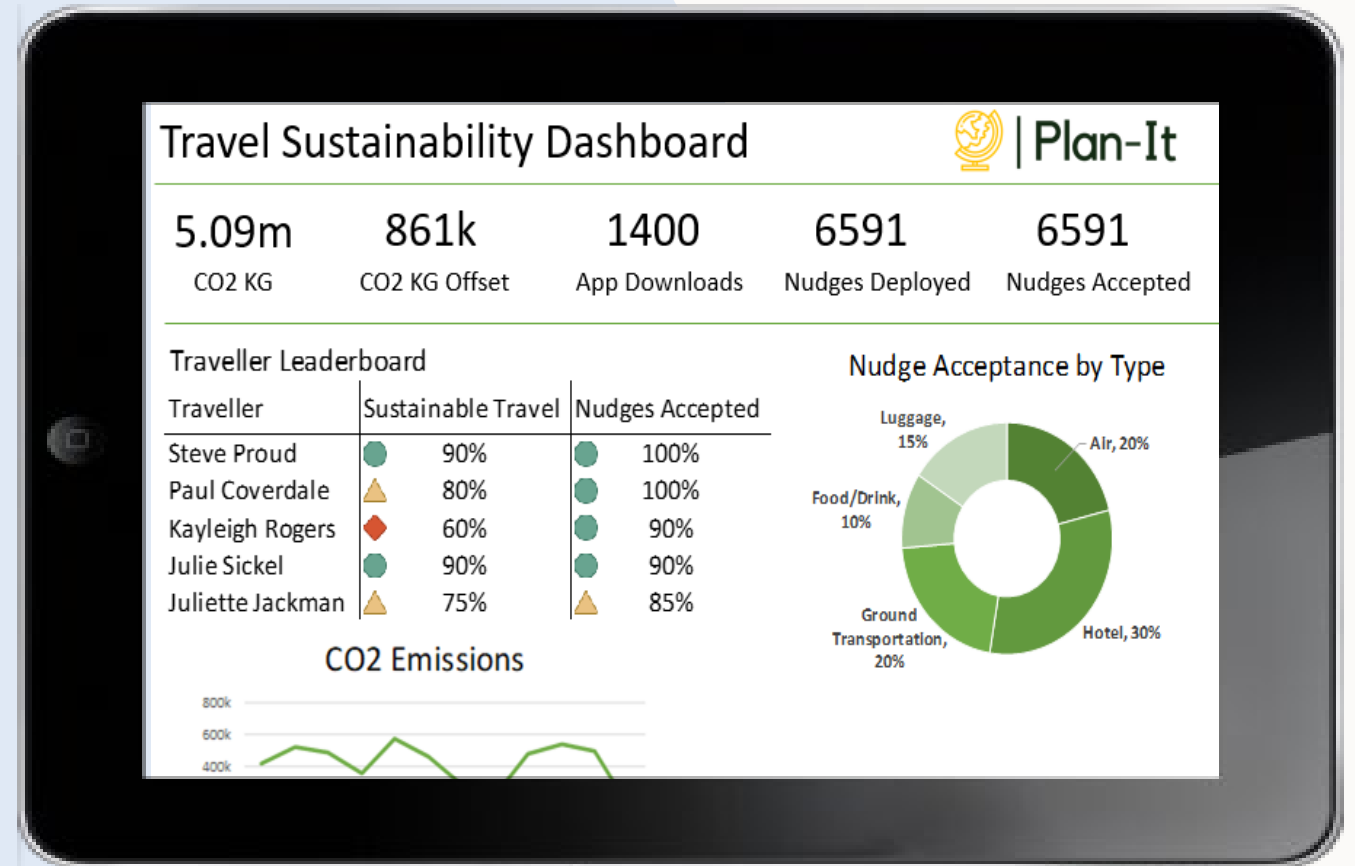 Travel Sustainability Dashboard
| Plan-It
5.09m 861k 1400 6591 6591
CO2 KG CO2 KG Offset App Downloads Nudges Deployed Nudges Accepted
Traveller Leaderboard
Traveller Sustainable Travel Nudges Accepted
Steve Proud 90% 100%
Paul Coverdale 80% 100%
Kayleigh Rogers 60% 90%
Julie Sickel 90% 90%
Juliette Jackman 75% 85%
Nudge Acceptance by Type
Luggage,
15%
Air, 20%
Food/Drink,
10%
Ground
Transportation,
20%
Hotel, 30%
CO2 Emissions
800k
600k
400k